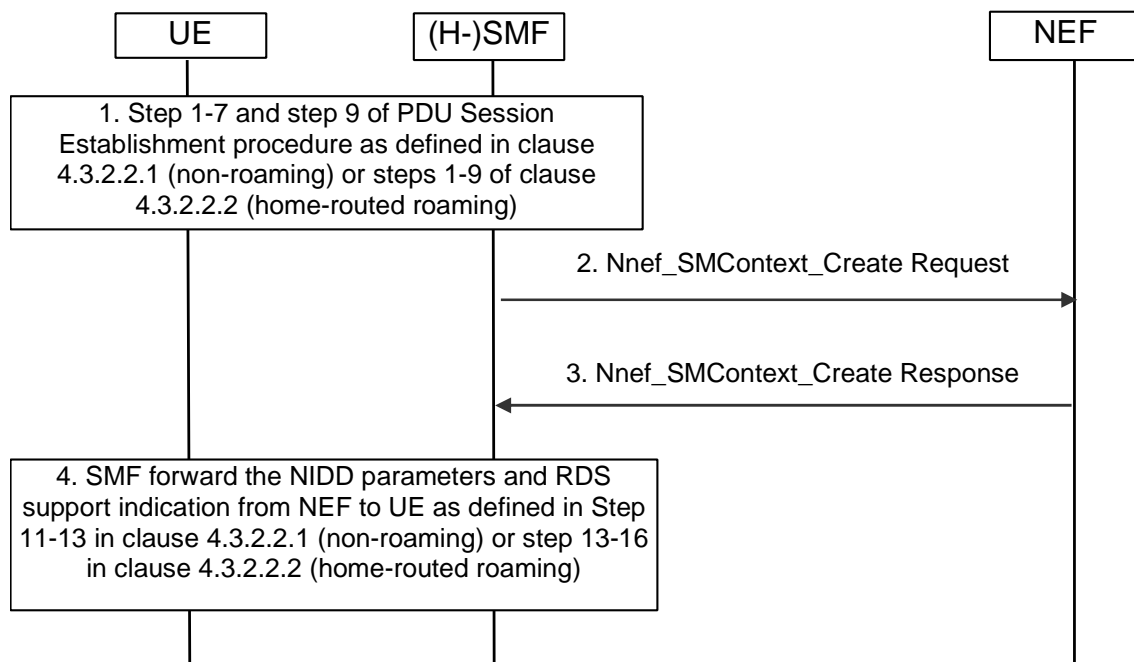 UE
(H-)SMF
NEF
1. Step 1-7 and step 9 of PDU Session
Establishment procedure as defined in clause
4.3.2.2.1 (non-roaming) or steps 1-9 of clause
4.3.2.2.2 (home-routed roaming)
2. Nnef_SMContext_Create Request
3. Nnef_SMContext_Create Response
4. SMF forward the NIDD parameters and RDS
support indication from NEF to UE as defined in Step
11-13 in clause 4.3.2.2.1 (non-roaming) or step 13-16
in clause 4.3.2.2.2 (home-routed roaming)